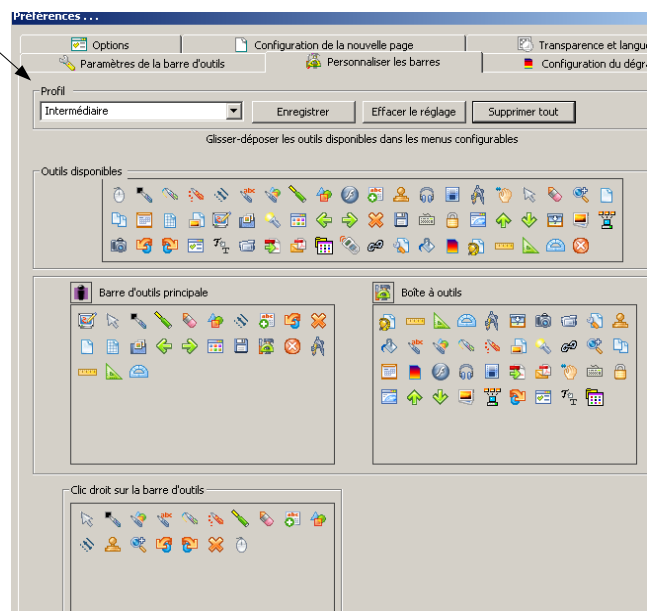 Préférences . . .
Options
Configuration de la nouvelle page
Transparence et langu
Paramètres de la barre d'outils
Personnaliser les barres
Configuration du dégr
Profil
Intermédiaire
Enregistrer
Effacer le réglage
Supprimer tout
Glisser-déposer les outils disponibles dans les menus configurables
Outils disponibles
Barre d'outils principale
Boîte à outils
Clic droit sur la barre d'outils